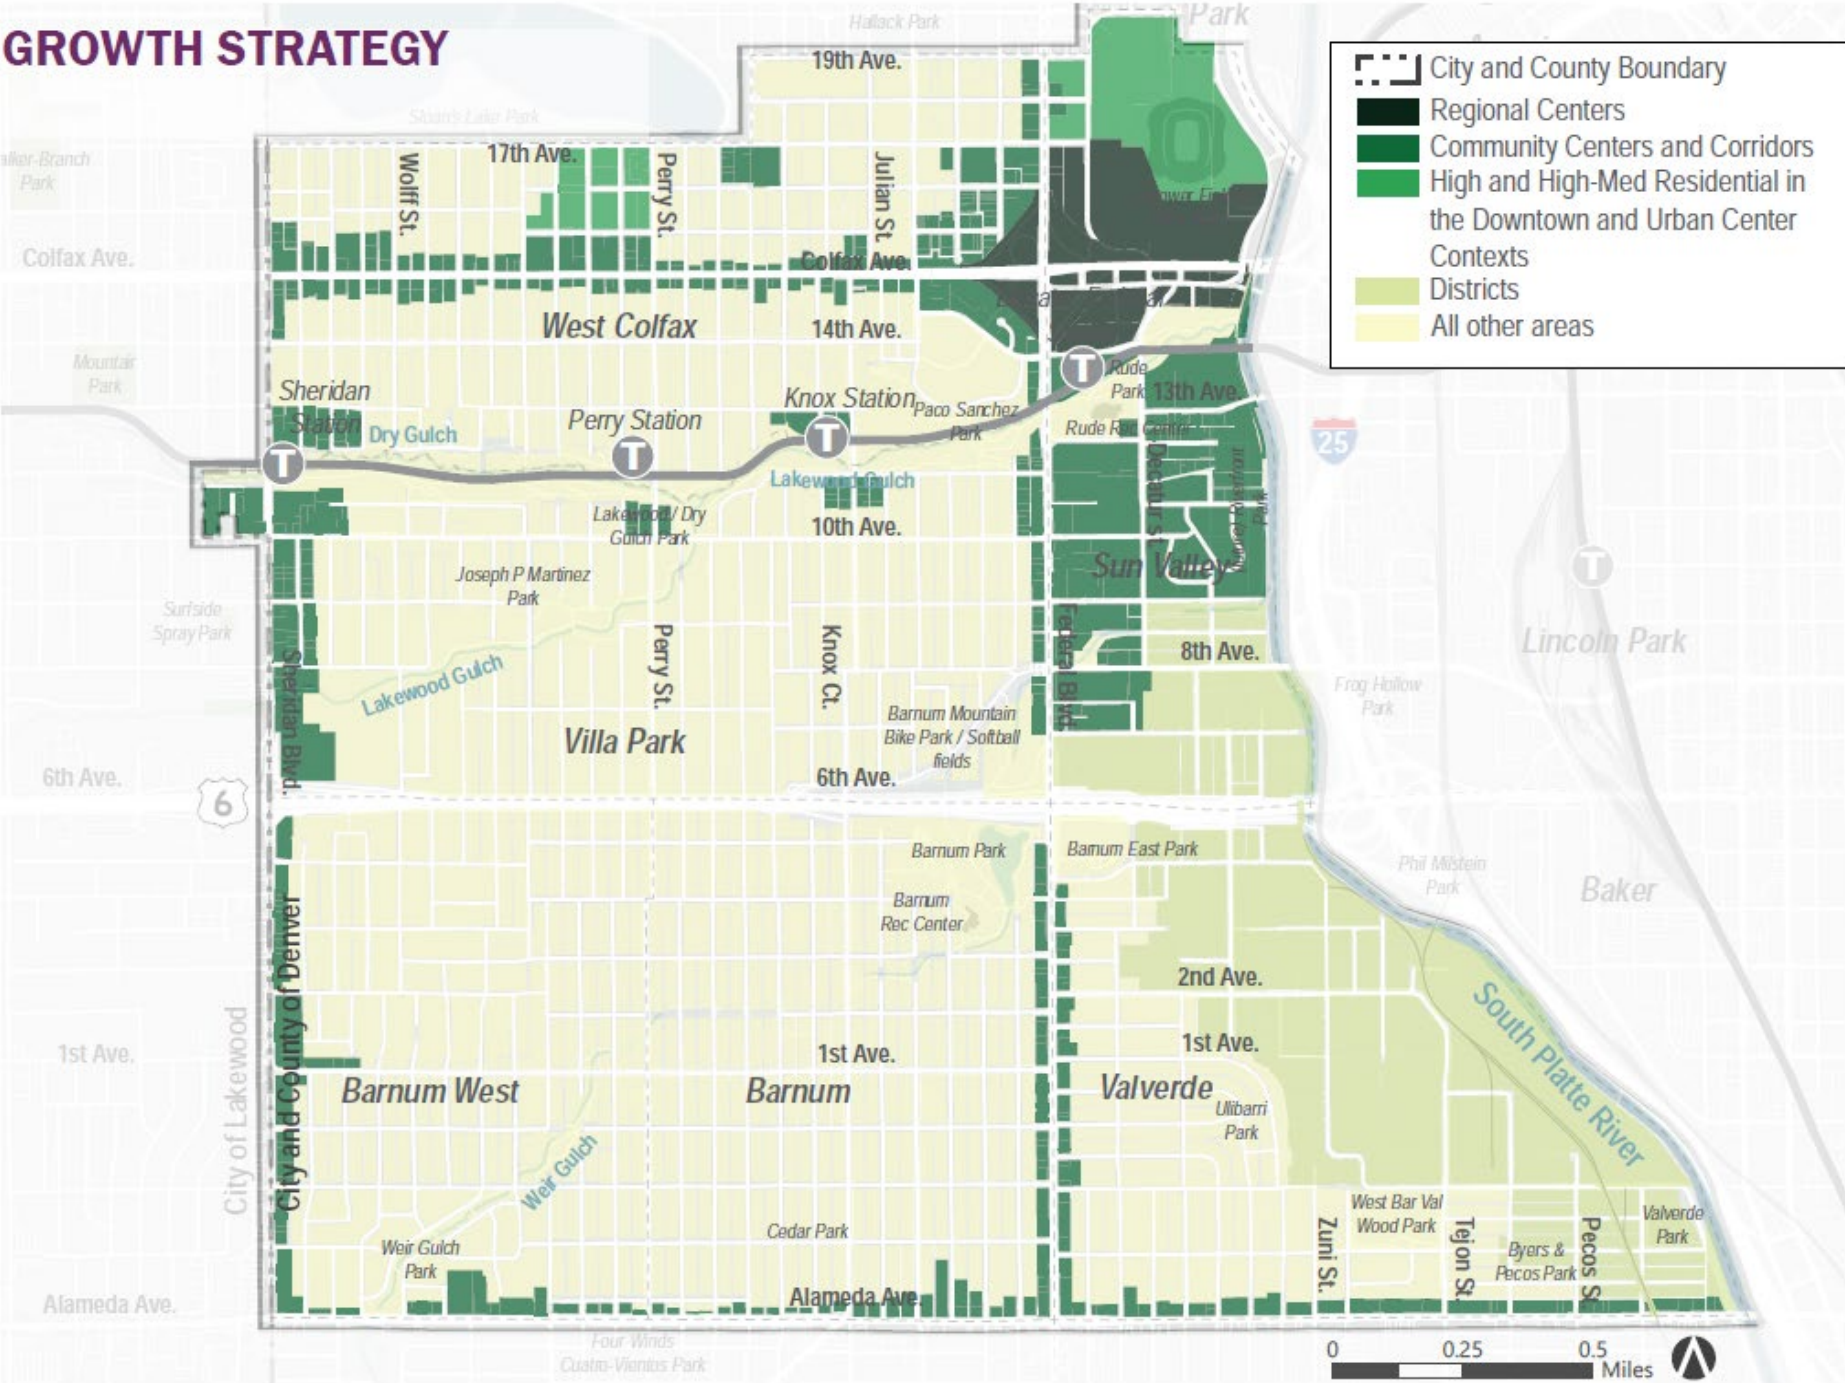 GROWTH STRATEGY
Hallack Park
Park
19th Ave.
City and County Boundary
Regional Centers
Community Centers and Corridors
High and High-Med Residential in
the Downtown and Urban Center
Contexts
Districts
All other areas
Sloan's Lake Park
Park
17th Ave.
Wolff St.
Perry St.
Julian St.
Colfax Ave.
Colfax Ave.
West Colfax
14th Ave.
Mountair
Park
Sheridan
Station
Dry Gulch
Perry Station
Knox Station
Paco Sanchez
Park
Rude
Park
13th Ave.
Rude Rec Center
T
T
T
T
25
Lakewood Gulch
Decatur st
Park
Lakewood / Dry
Gulch Park
10th Ave.
Joseph P Martinez
Park
Sun Valley
T
Surfside
Spray Park
Sheridan Blvd.
Lakewood Gulch
Perry St.
Knox Ct.
Federal Blvd.
8th Ave.
Lincoln Park
Frog Hollow
Park
Barnum Mountain
Bike Park / Softball
fields
Villa Park
6th Ave.
6
6th Ave.
Barnum Park
Barnum East Park
Phil Milstein
Park
Baker
Barnum
Rec Center
City of Lakewood
City and County of Denver
2nd Ave.
South Platte River
1st Ave.
1st Ave.
1st Ave.
Barnum West
Barnum
Valverde
Ulibarri
Park
Weir Gulch
Cedar Park
Weir Gulch
Park
Zuni St.
West Bar Val
Wood Park
Tejon St.
Byers &
Pecos Park
Pecos S
Valverde
Park
Alameda Ave.
Alameda Ave.
Four Winds
Cuatro-Vientos Park
0 0.25 0.5
Miles